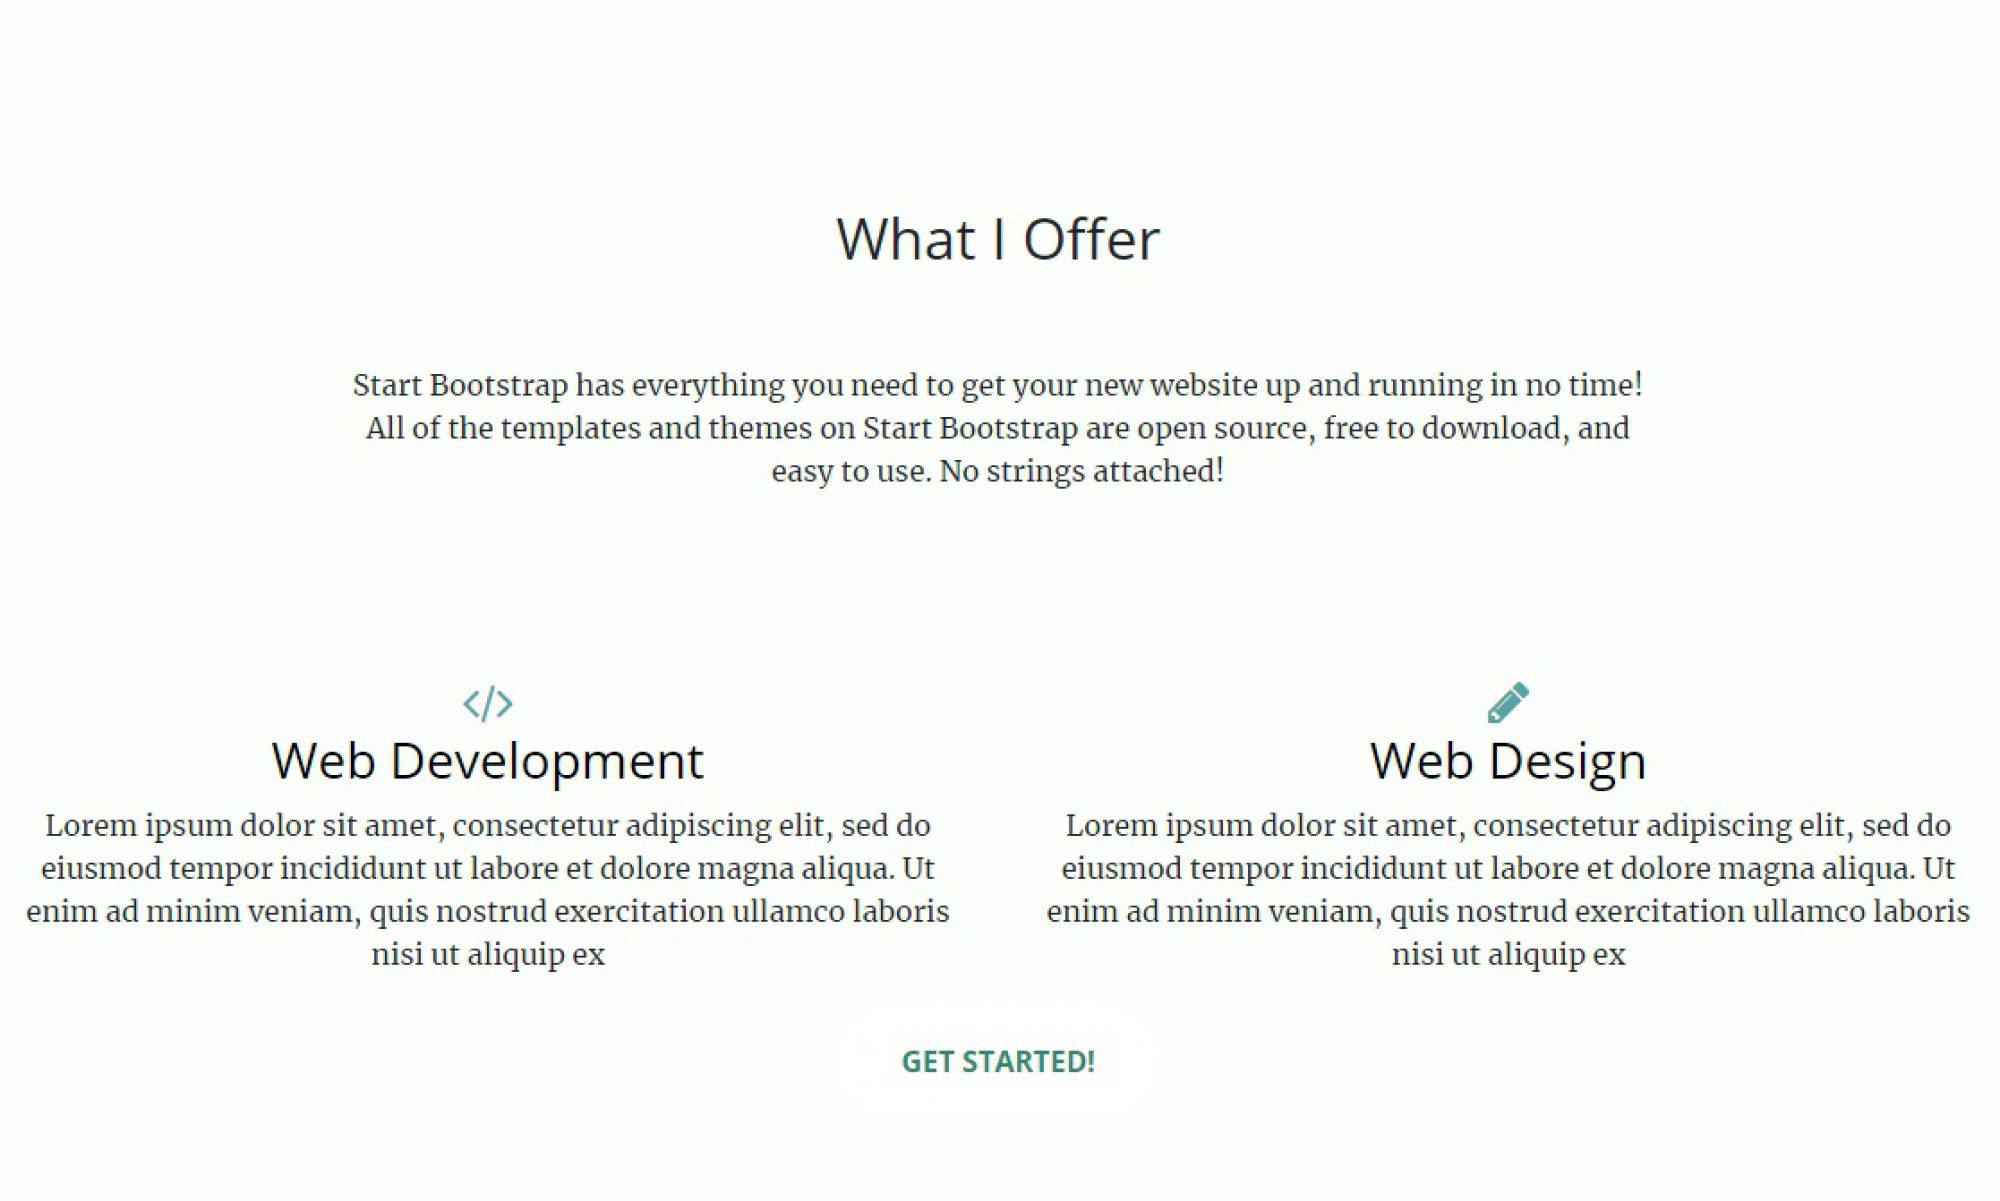 What I Offer
Start Bootstrap has everything you need to get your new website up and running in no time!
All of the templates and themes on Start Bootstrap are open source, free to download, and
easy to use. No strings attached!
Web Development
Lorem ipsum dolor sit amet, consectetur adipiscing elit, sed do
eiusmod tempor incididunt ut labore et dolore magna aliqua. Ut
enim ad minim veniam, quis nostrud exercitation ullamco laboris
nisi ut aliquip ex
Web Design
Lorem ipsum dolor sit amet, consectetur adipiscing elit, sed do
eiusmod tempor incididunt ut labore et dolore magna aliqua. Ut
enim ad minim veniam, quis nostrud exercitation ullamco laboris
nisi ut aliquip ex
GET STARTED!